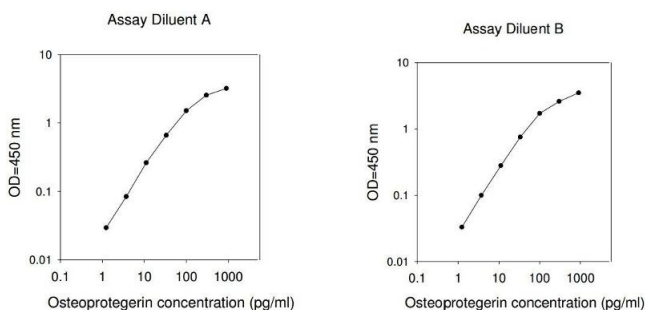 Assay Diluent A
10
1
0.1
0.01
OD=450 nm
0.1 1 10 100 1000
Osteoprotegerin concentration (pg/ml)
Assay Diluent B
10
1
0.1
0.01
OD=450 nm
0.1 1 10 100 1000
Osteoprotegerin concentration (pg/ml)